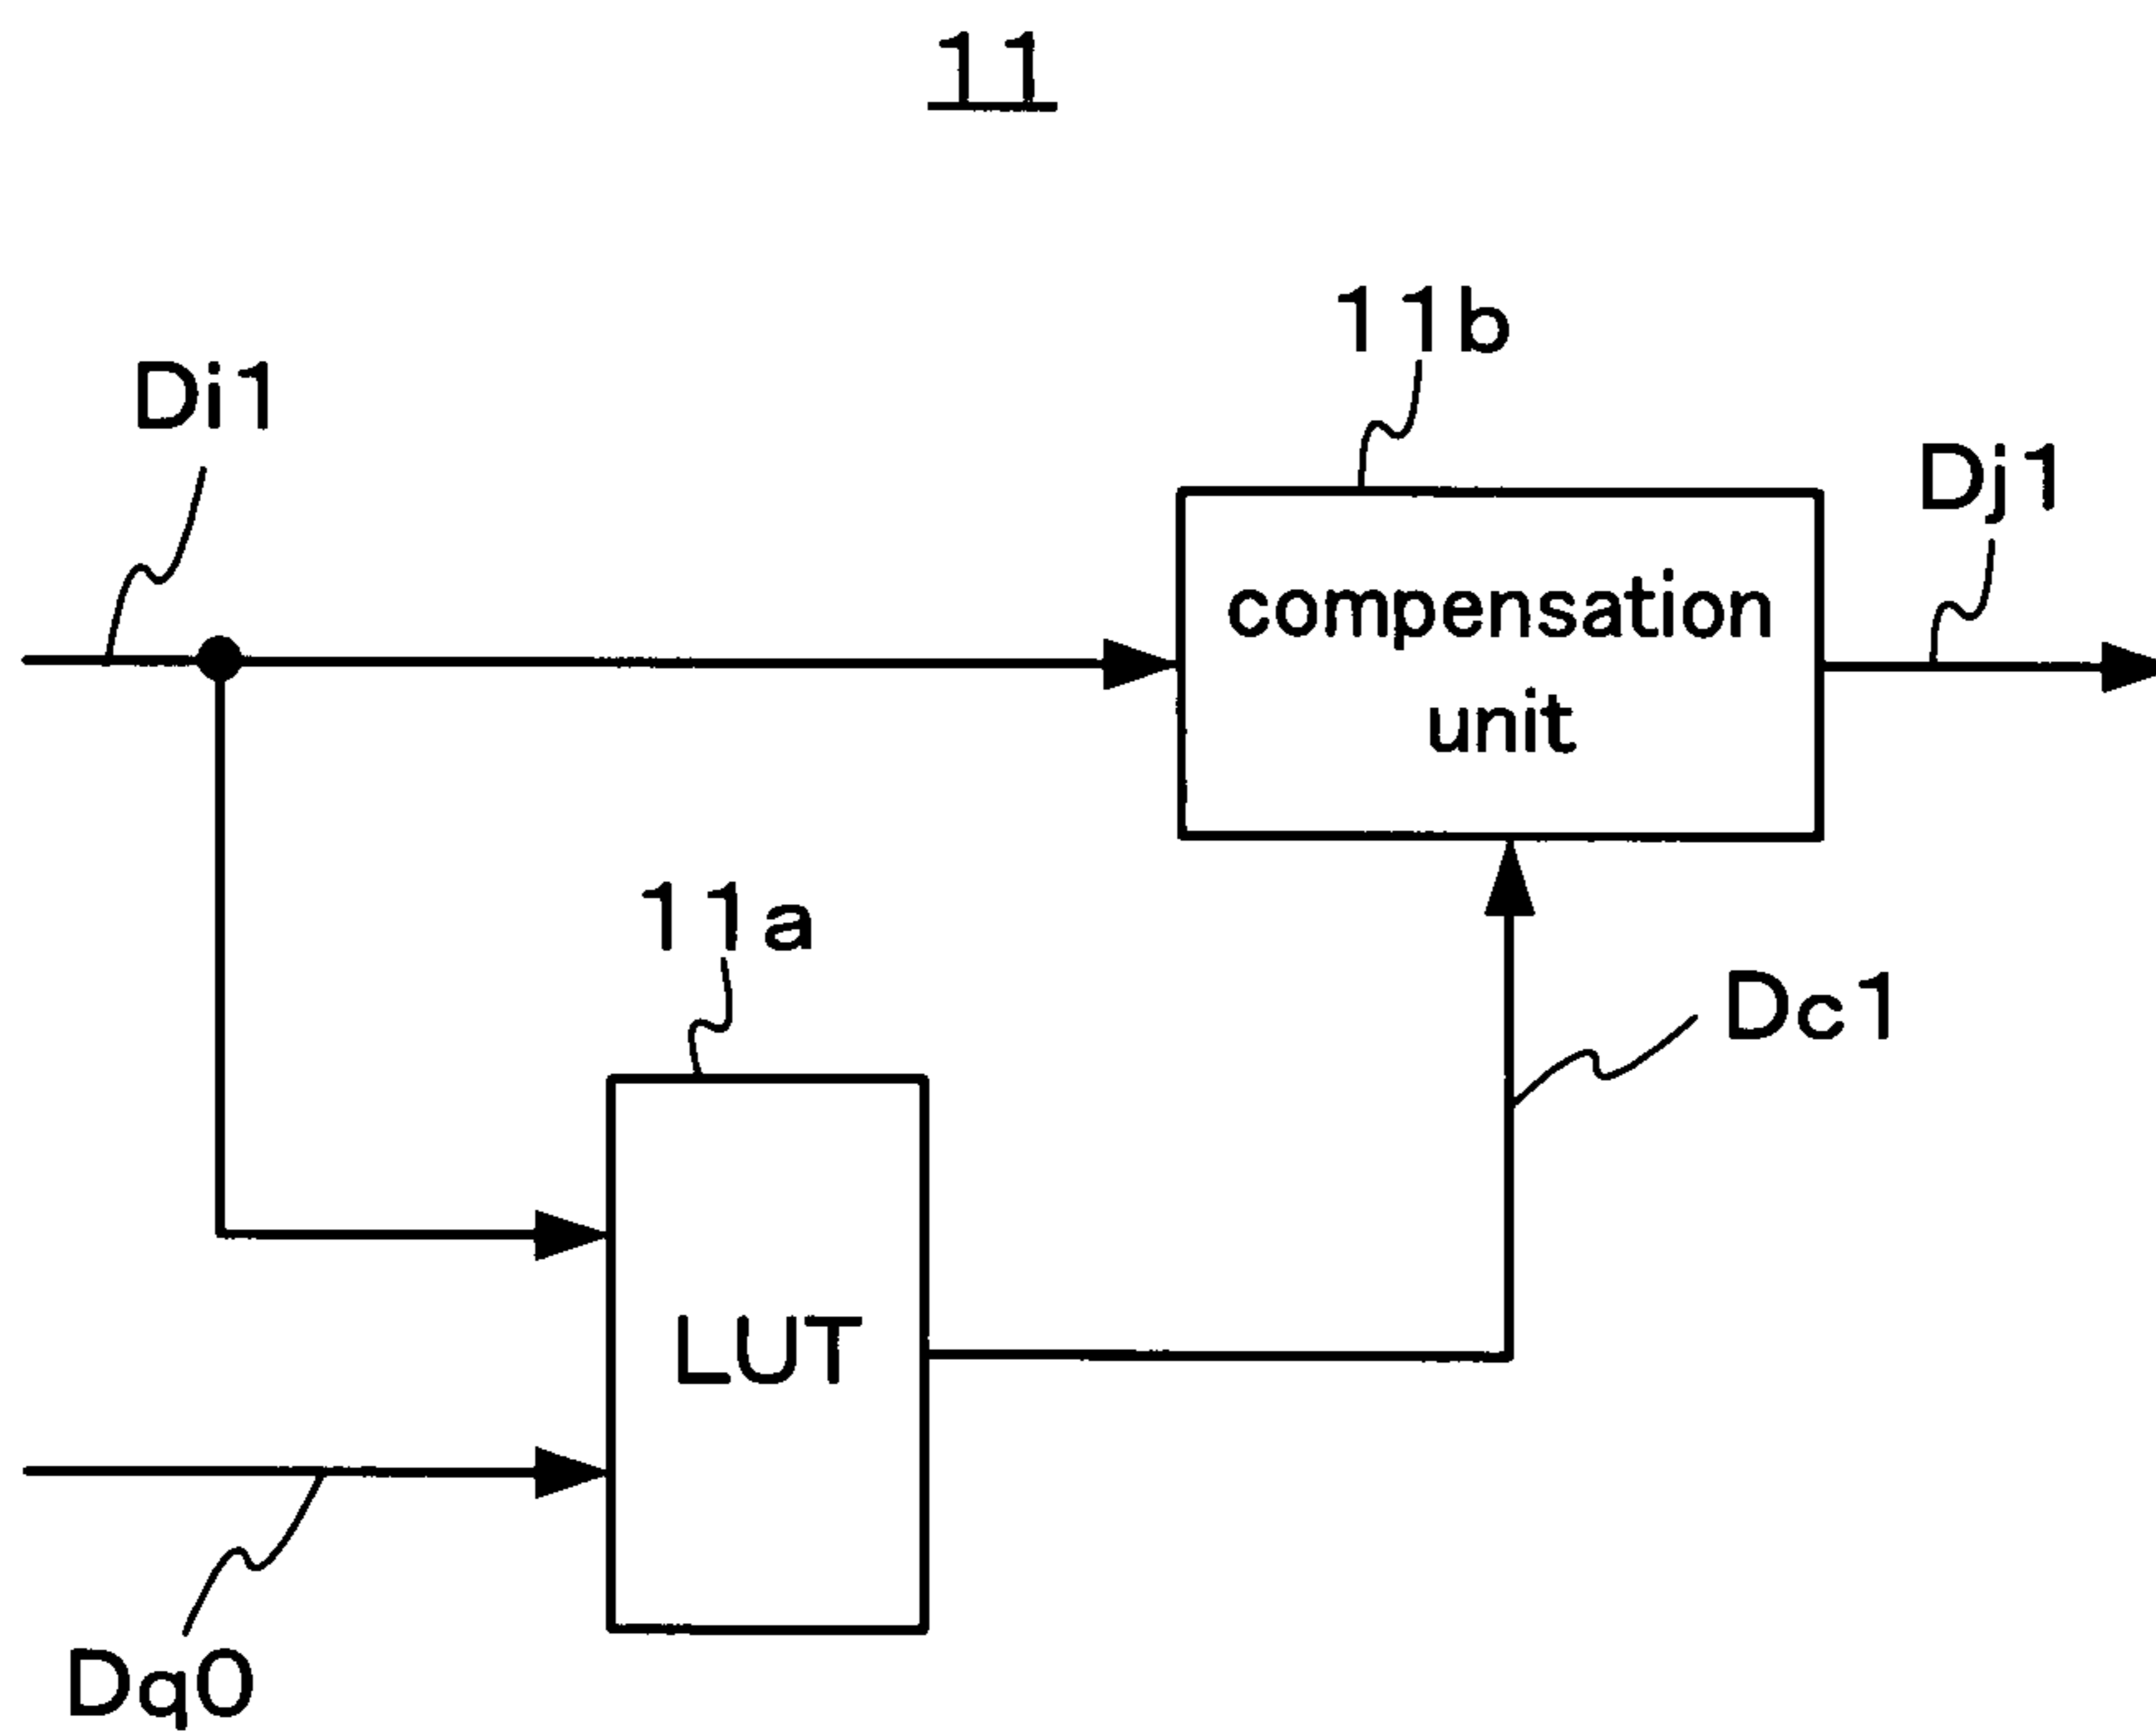 11
11b
Di1
Dj1
compensation
unit
11a
Dc1
LUT
Dq0